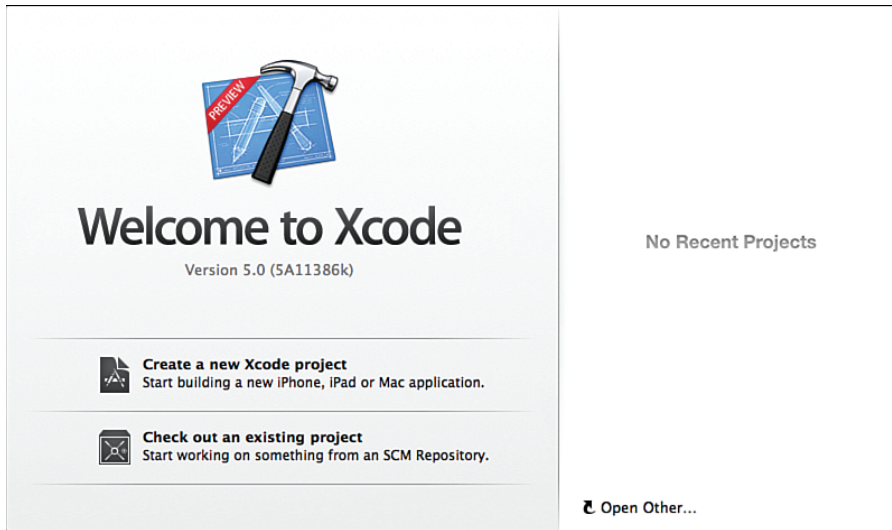 PREVIEW
Welcome to Xcode
Version 5.0 (5A11386k)
Create a new Xcode project
Start building a new iPhone, iPad or Mac application.
Check out an existing project
Start working on something from an SCM Repository.
No Recent Projects
Open Other...